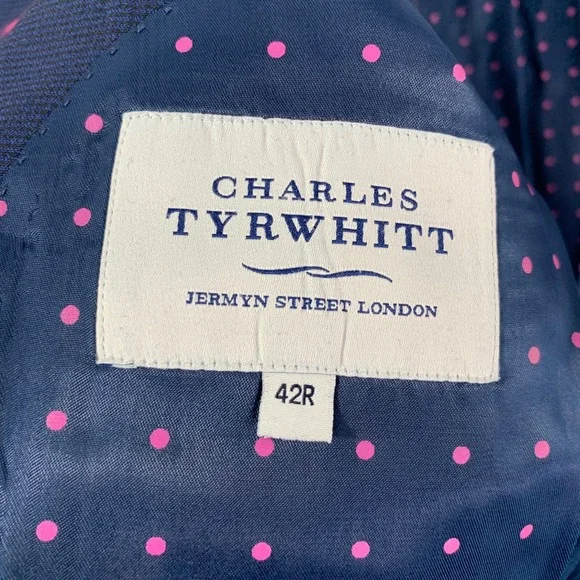 CHARLES
TYRWHITT
JERMYN STREET LONDON
42R